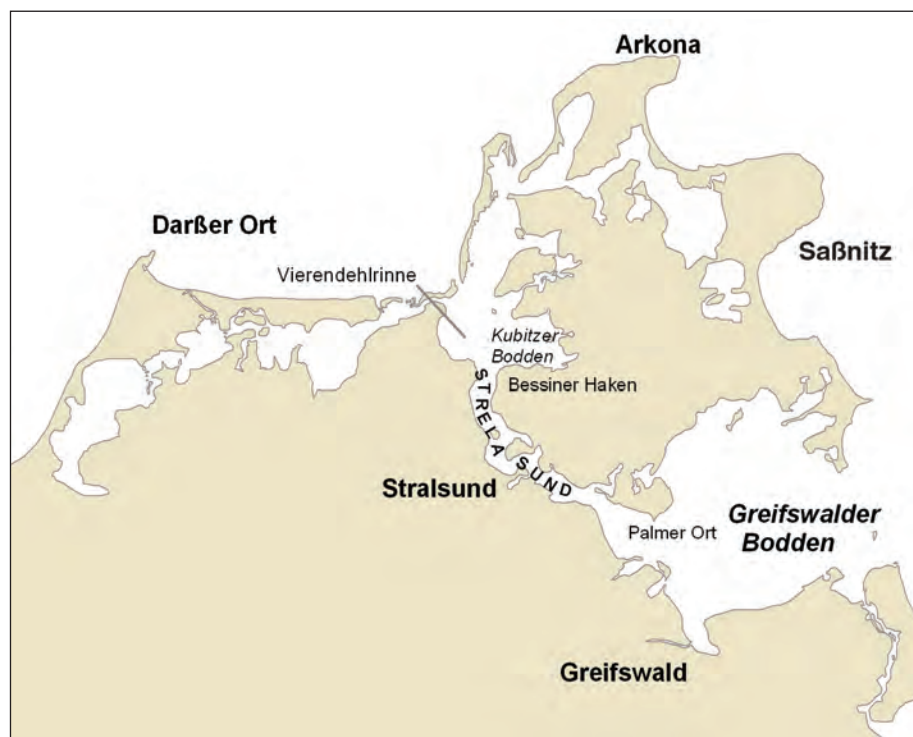 Arkona
Darßer Ort
Saßnitz
Vierendehlrinne
Kubitzer
Bodden
Bessiner Haken
STRELA SUND
Stralsund
Greifswalder
Bodden
Palmer Ort
Greifswald